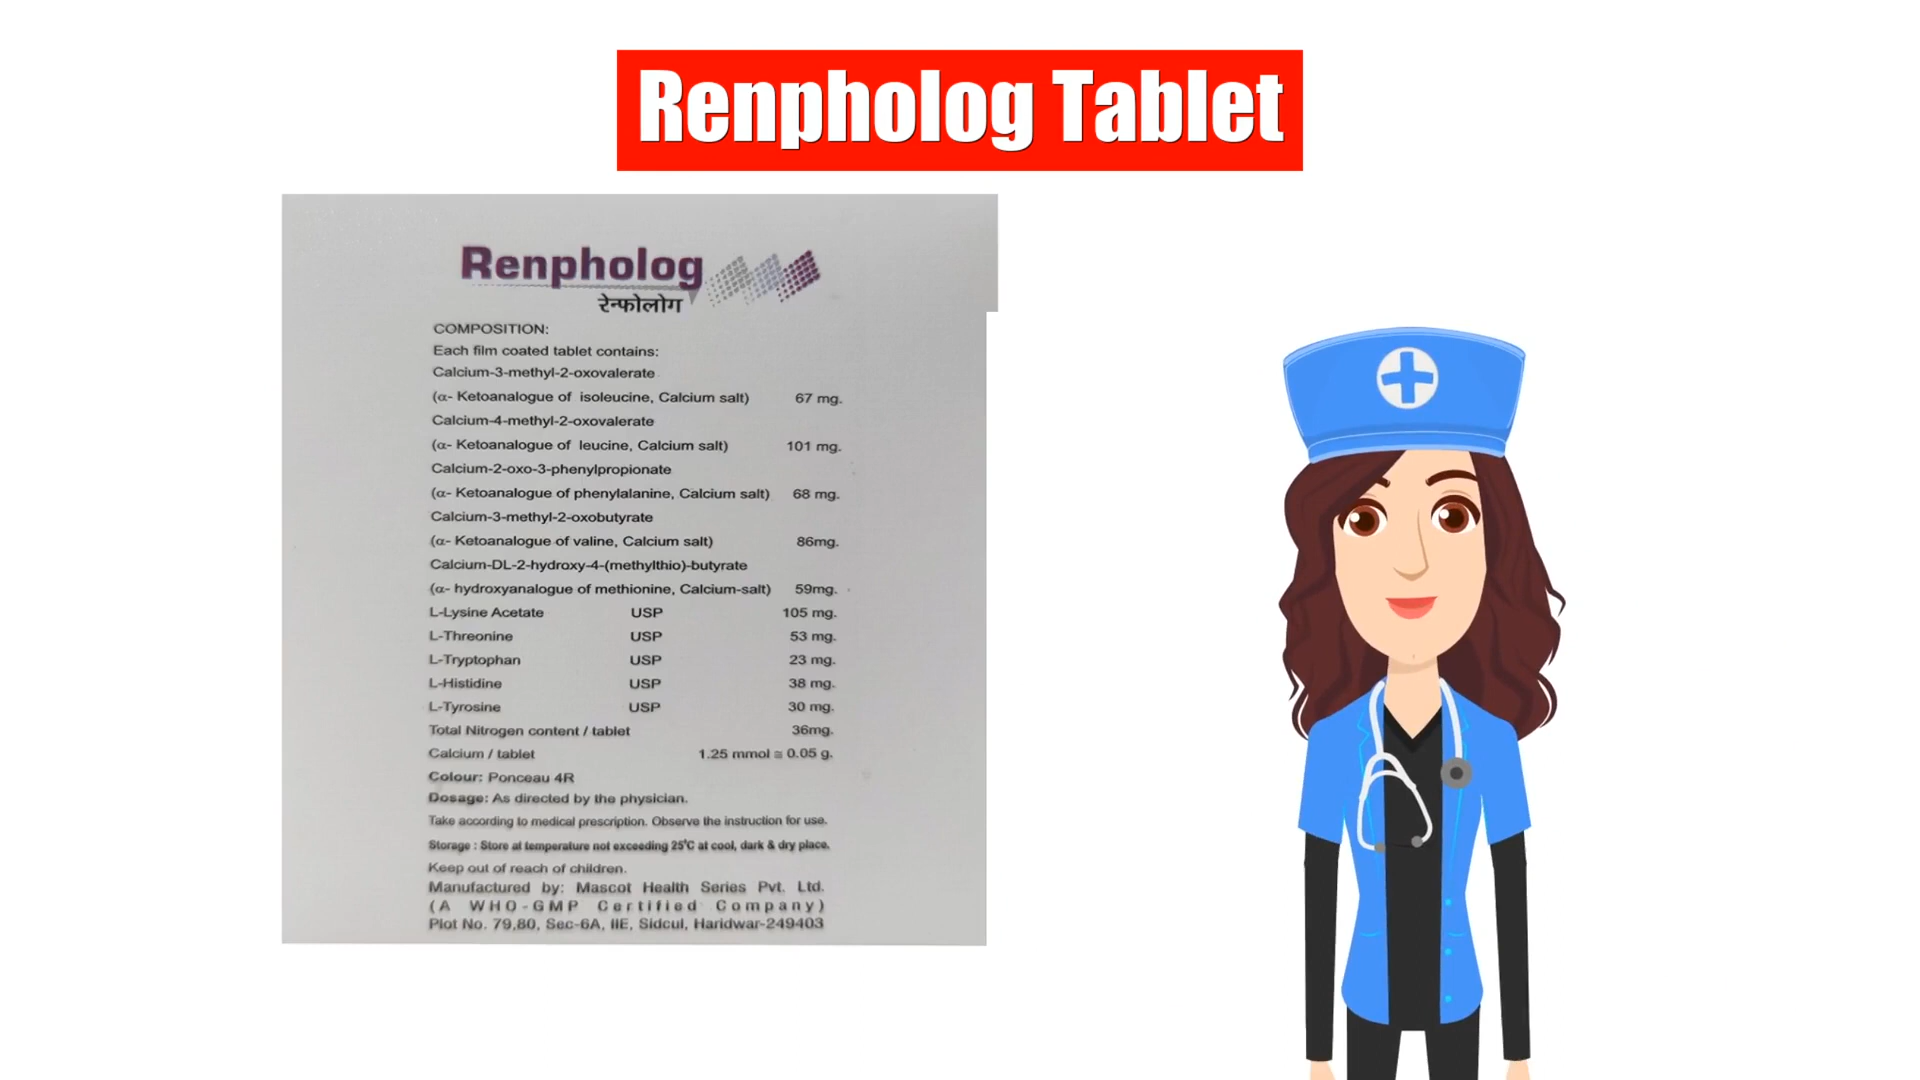 Renpholog Tablet
Renpholog
रेन्फोलोग
COMPOSITION:
Each film coated tablet contains:
Calcium-3-methyl-2-oxovalerate
(α- Ketoanalogue of isoleucine, Calcium salt) 67 mg.
Calcium-4-methyl-2-oxovalerate
(α- Ketoanalogue of leucine, Calcium salt) 101 mg.
Calcium-2-oxo-3-phenylpropionate
(α- Ketoanalogue of phenylalanine, Calcium salt) 68 mg.
Calcium-3-methyl-2-oxobutyrate
(α- Ketoanalogue of valine, Calcium salt) 86mg.
Calcium-DL-2-hydroxy-4-(methylthio)-butyrate
(α- hydroxyanalogue of methionine, Calcium-salt) 59mg.
L-Lysine Acetate USP 105 mg.
L-Threonine USP 53 mg.
L-Tryptophan USP 23 mg.
L-Histidine USP 38 mg.
L-Tyrosine USP 30 mg.
Total Nitrogen content / tablet 36mg.
Calcium / tablet 1.25 mmol ≅ 0.05 g.
Colour: Ponceau 4R
Dosage: As directed by the physician.
Take according to medical prescription. Observe the instruction for use.
Storage : Store at temperature not exceeding 25°C at cool, dark & dry place.
Keep out of reach of children.
Manufactured by: Mascot Health Series Pvt. Ltd.
(A WHO-GMP Certified Company)
Plot No. 79,80, Sec-6A, IIE, Sidcul, Haridwar-249403